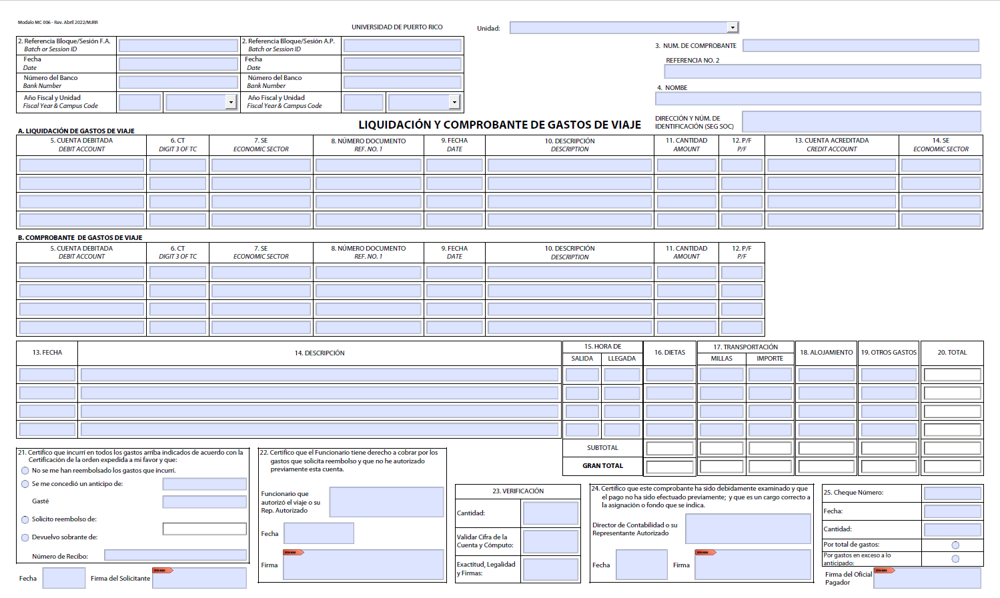 Modelo MC 006 - Rev. Abril 2022/MJRR
UNIVERSIDAD DE PUERTO RICO
Unidad:
2. Referencia Bloque/Sesión F.A.
Batch or Session ID
2. Referencia Bloque/Sesión A.P.
Batch or Session ID
Fecha
Date
Fecha
Date
Número del Banco
Bank Number
Número del Banco
Bank Number
Año Fiscal y Unidad
Fiscal Year & Campus Code
Año Fiscal y Unidad
Fiscal Year & Campus Code
3. NUM. DE COMPROBANTE
REFERENCIA NO. 2
4. NOMBE
DIRECCIÓN Y NÚM. DE
IDENTIFICACIÓN (SEG SOC)
LIQUIDACIÓN Y COMPROBANTE DE GASTOS DE VIAJE
A. LIQUIDACIÓN DE GASTOS DE VIAJE
5. CUENTA DEBITADA
DEBIT ACCOUNT
6. CT
DIGIT 3 OF TC
7. SE
ECONOMIC SECTOR
8. NÚMERO DOCUMENTO
REF. NO. 1
9. FECHA
DATE
10. DESCRIPCIÓN
DESCRIPTION
11. CANTIDAD
AMOUNT
12. P/F
P/F
13. CUENTA ACREDITADA
CREDIT ACCOUNT
14. SE
ECONOMIC SECTOR
B. COMPROBANTE DE GASTOS DE VIAJE
5. CUENTA DEBITADA
DEBIT ACCOUNT
6. CT
DIGIT 3 OF TC
7. SE
ECONOMIC SECTOR
8. NÚMERO DOCUMENTO
REF. NO. 1
9. FECHA
DATE
10. DESCRIPCIÓN
DESCRIPTION
11. CANTIDAD
AMOUNT
12. P/F
P/F
13. FECHA
14. DESCRIPCIÓN
15. HORA DE
SALIDA
LLEGADA
16. DIETAS
17. TRANSPORTACIÓN
MILLAS
IMPORTE
18. ALOJAMIENTO
19. OTROS GASTOS
20. TOTAL
SUBTOTAL
GRAN TOTAL
21. Certifico que incurrí en todos los gastos arriba indicados de acuerdo con la
Certificación de la orden expedida a mi favor y que:
No se me han reembolsado los gastos que incurrí.
Se me concedió un anticipo de:
Gasté
Solicito reembolso de:
Devuelvo sobrante de:
Número de Recibo:
Fecha
Firma del Solicitante
22. Certifico que el Funcionario tiene derecho a cobrar por los
gastos que solicita reembolso y que no he autorizado
previamente esta cuenta.
Funcionario que
autorizó el viaje o su
Rep. Autorizado
Fecha
Firma
23. VERIFICACIÓN
Cantidad:
Validar Cifra de la
Cuenta y Cómputo:
Exactitud, Legalidad
y Firmas:
24. Certifico que este comprobante ha sido debidamente examinado y que
el pago no ha sido efectuado previamente; y que es un cargo correcto a
la asignación o fondo que se indica.
Director de Contabilidad o su
Representante Autorizado
Fecha
Firma
25. Cheque Número:
Fecha:
Cantidad:
Por total de gastos:
Por gastos en exceso a lo
anticipado:
Firma del Oficial
Pagador